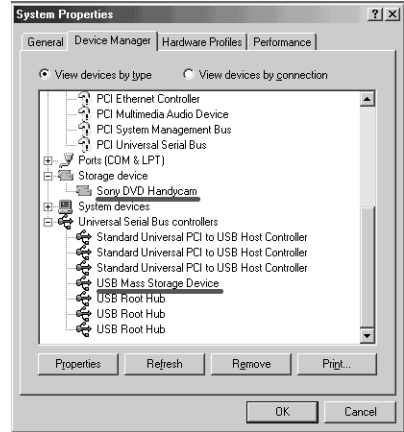 System Properties
General Device Manager Hardware Profiles Performance
View devices by type View devices by connection
PCI Ethernet Controller
PCI Multimedia Audio Device
PCI System Management Bus
PCI Universal Serial Bus
Ports (COM & LPT)
Storage device
Sony DVD Handycam
System devices
Universal Serial Bus controllers
Standard Universal PCI to USB Host Controller
Standard Universal PCI to USB Host Controller
Standard Universal PCI to USB Host Controller
USB Mass Storage Device
USB Root Hub
USB Root Hub
USB Root Hub
Properties Refresh Remove Print...
OK Cancel